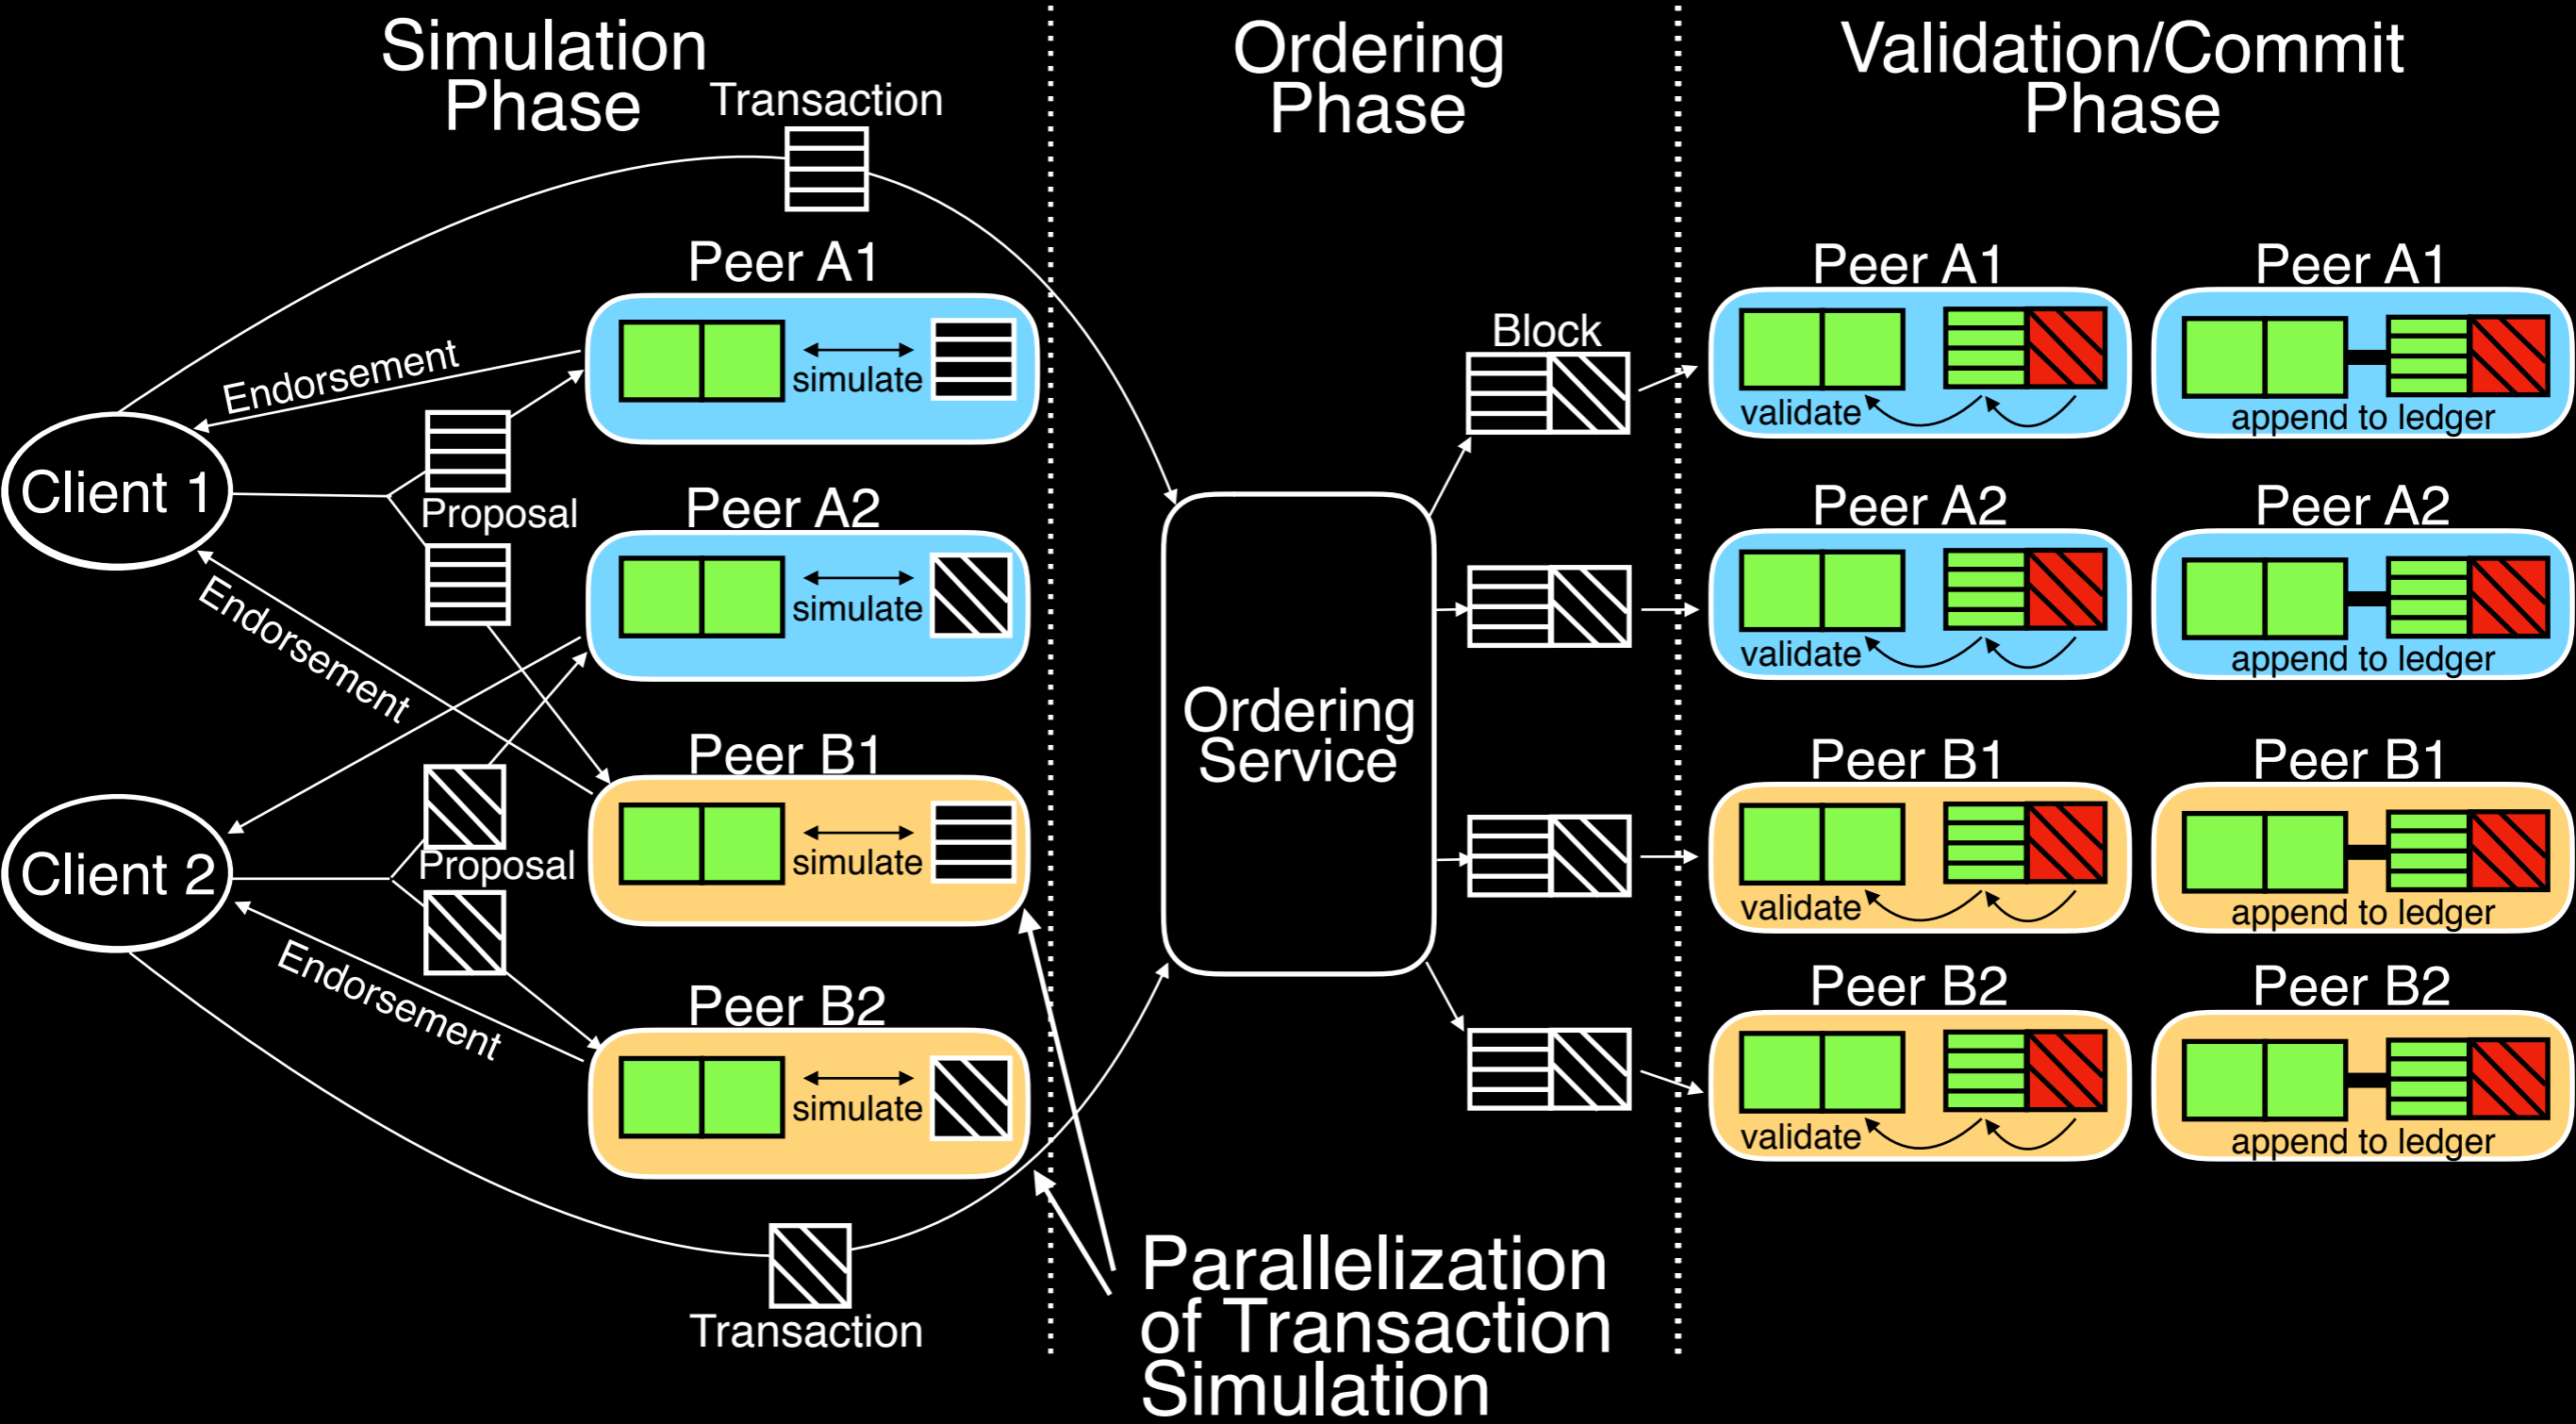 Simulation
Phase
Transaction
Peer A1
simulate
Endorsement
Client 1
Proposal
Peer A2
simulate
Endorsement
Peer B1
simulate
Client 2
Proposal
Endorsement
Peer B2
simulate
Transaction
Ordering
Phase
Block
Ordering
Service
Parallelization
of Transaction
Simulation
Validation/Commit
Phase
Peer A1
validate
Peer A1
append to ledger
Peer A2
validate
Peer A2
append to ledger
Peer B1
validate
Peer B1
append to ledger
Peer B2
validate
Peer B2
append to ledger